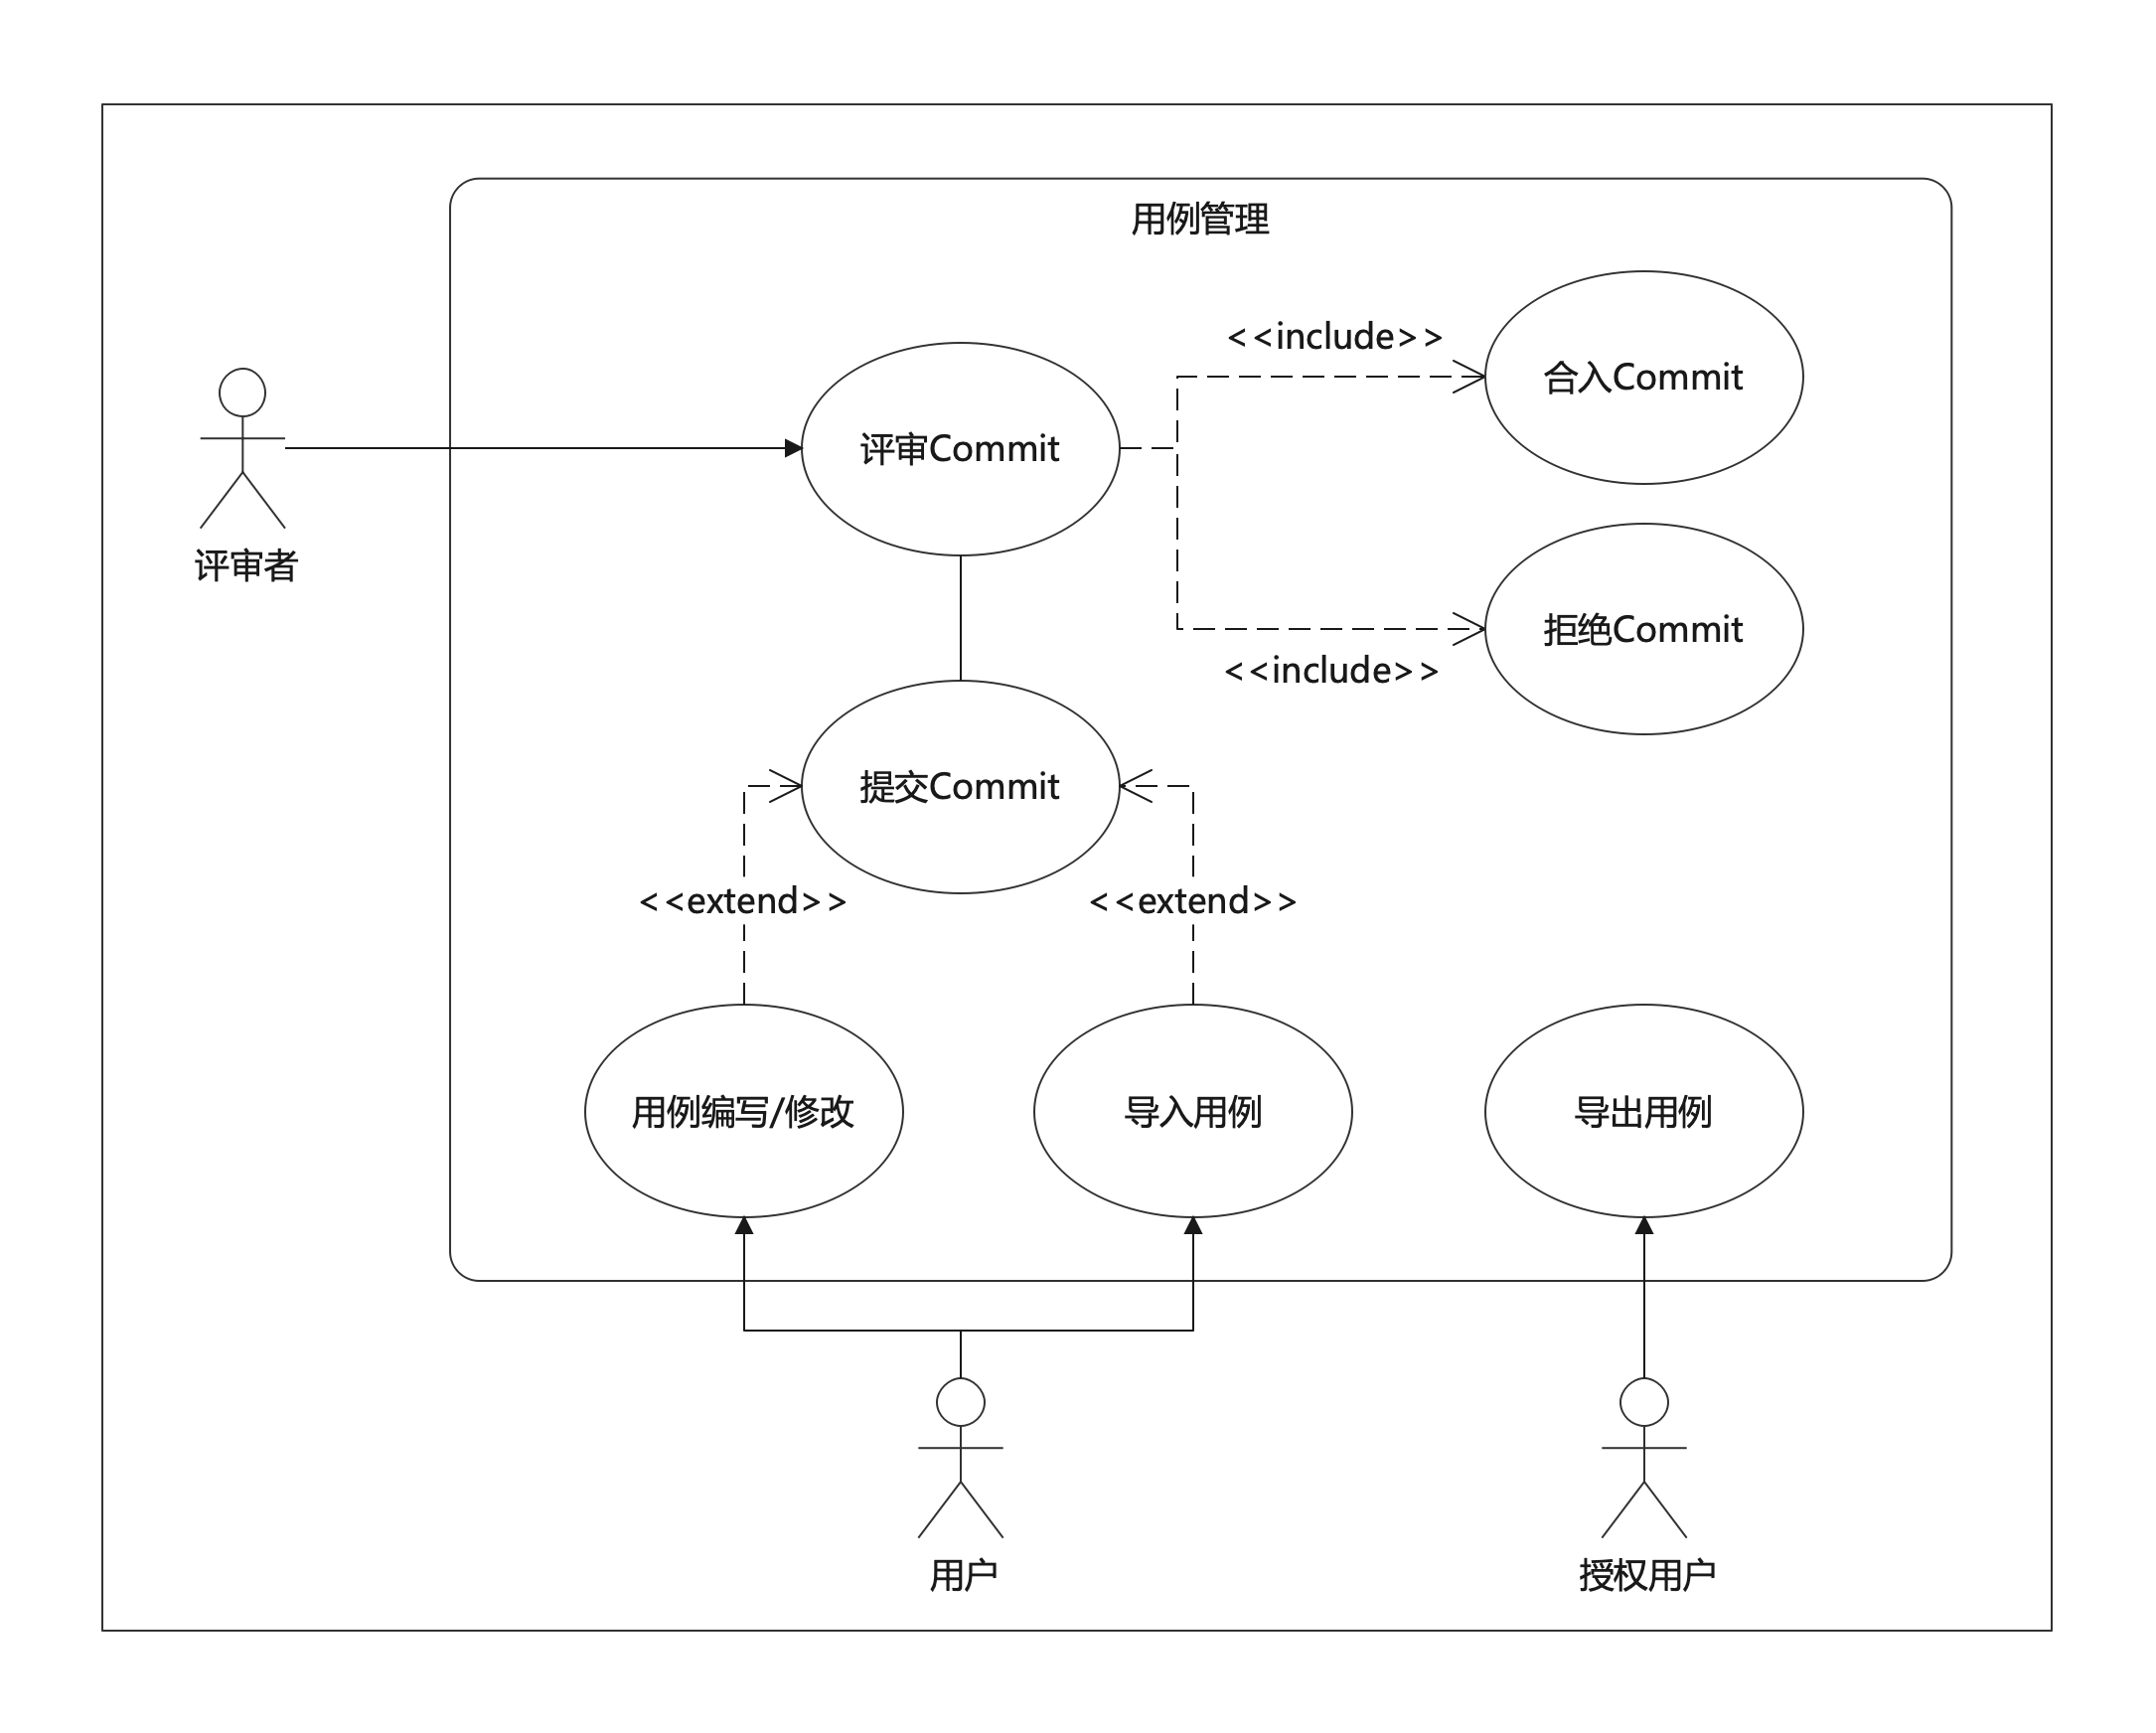 用例管理
<<include>>
合入Commit
评审Commit
评审者
拒绝Commit
<<include>>
提交Commit
<<extend>>
<<extend>>
用例编写/修改
导入用例
导出用例
用户
授权用户